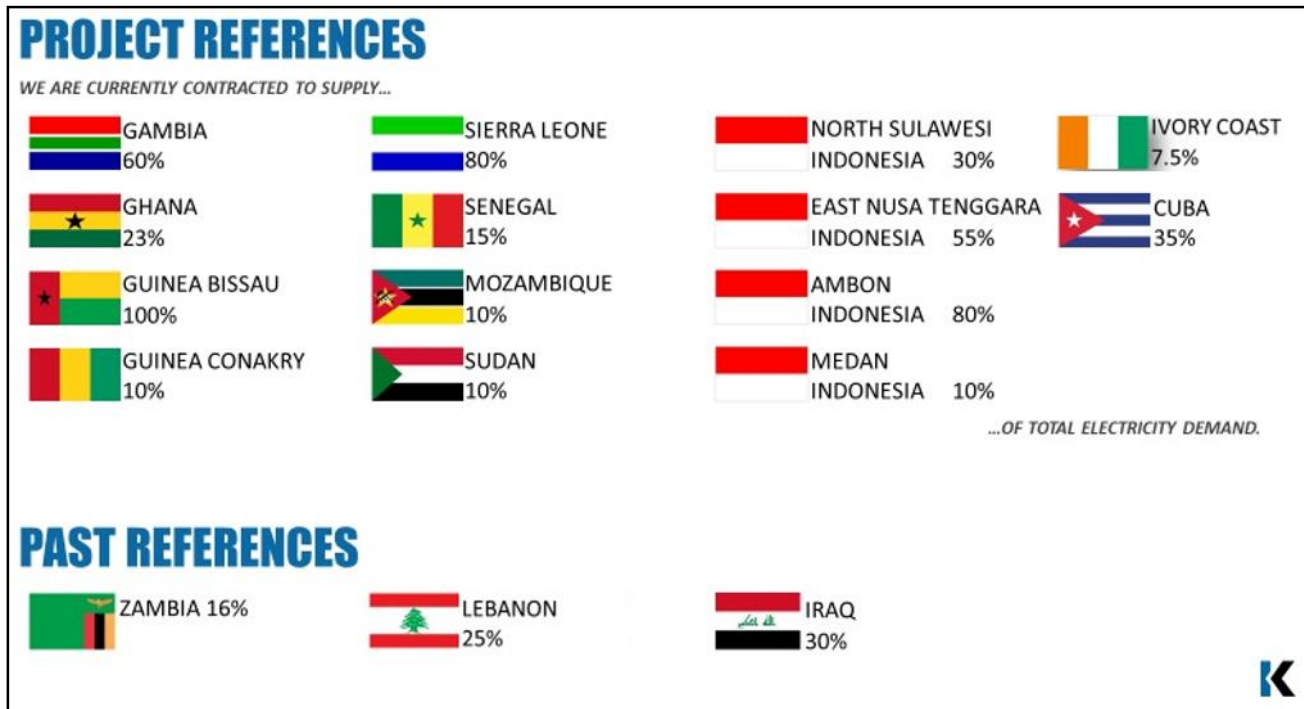 PROJECT REFERENCES
WE ARE CURRENTLY CONTRACTED TO SUPPLY...
GAMBIA
60%
GHANA
23%
GUINEA BISSAU
100%
GUINEA CONAKRY
10%
SIERRA LEONE
80%
SENEGAL
15%
MOZAMBIQUE
10%
SUDAN
10%
NORTH SULAWESI
INDONESIA 30%
EAST NUSA TENGGARA
INDONESIA 55%
AMBON
INDONESIA 80%
MEDAN
INDONESIA 10%
IVORY COAST
7.5%
CUBA
35%
...OF TOTAL ELECTRICITY DEMAND.
PAST REFERENCES
ZAMBIA 16%
LEBANON
25%
IRAQ
30%
K